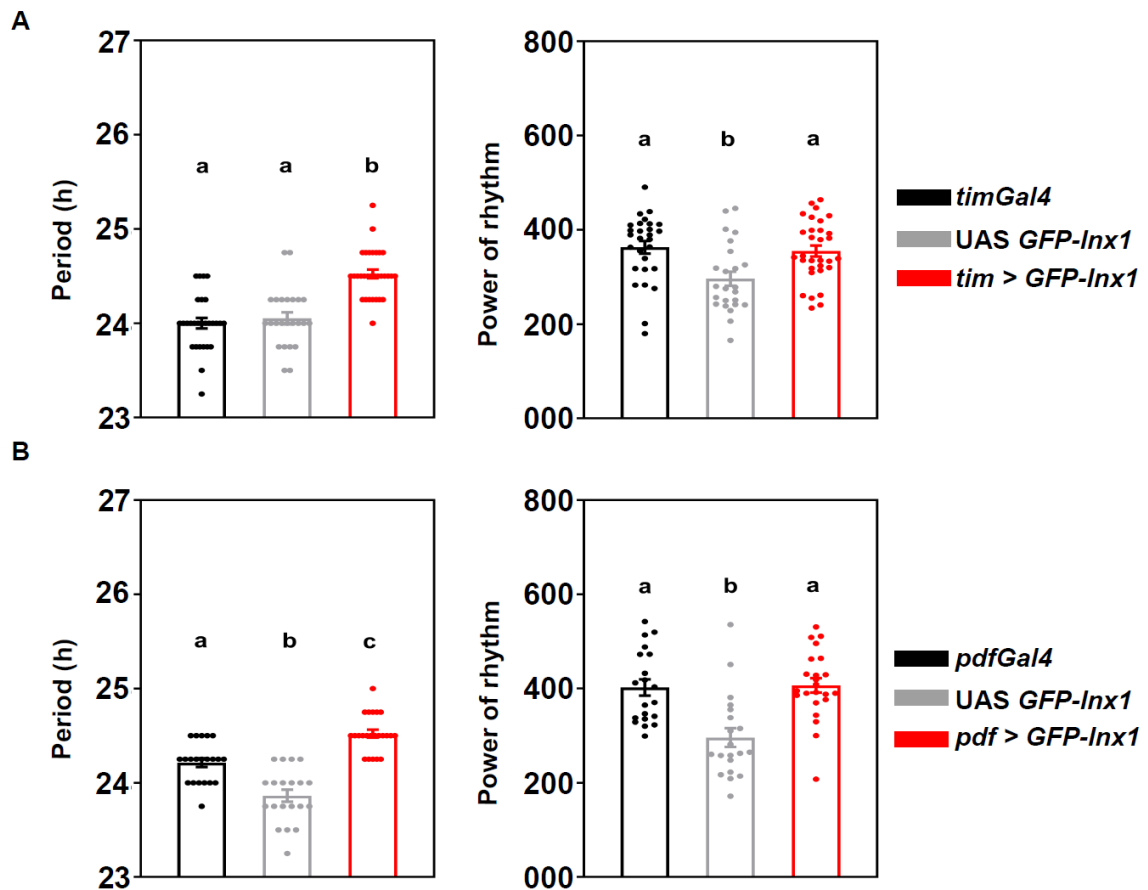 A
Period (h)
27
26
25
24
23
a a b
Power of rhythm
800
600
400
200
000
a b a
timGal4
UAS GFP-Inx1
tim > GFP-Inx1
B
Period (h)
27
26
25
24
23
a b c
Power of rhythm
800
600
400
200
000
a b a
pdfGal4
UAS GFP-Inx1
pdf > GFP-Inx1